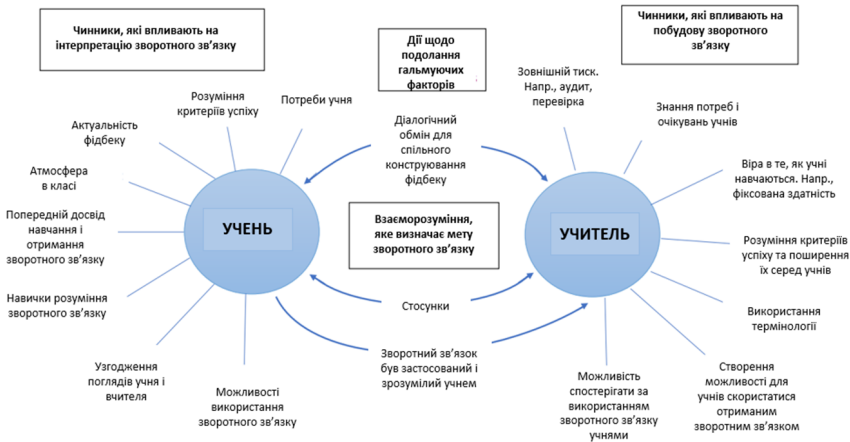 Чинники, які впливають на
інтерпретацію зворотного зв’язку
Дії щодо
подолання
гальмуючих
факторів
Чинники, які впливають на
побудову зворотного
зв’язку
Потреби учня
Розуміння
критеріїв успіху
Актуальність
фідбеку
Атмосфера
в класі
Попередній досвід
навчання і
отримання
зворотного зв’язку
Навички розуміння
зворотного зв’язку
Узгодження
поглядів учня і
вчителя
Можливості
використання
зворотного зв’язку
УЧЕНЬ
Діалогічний
обмін для
спільного
конструювання
фідбеку
Взаєморозуміння,
яке визначає мету
зворотного зв’язку
Стосунки
Зворотний зв’язок
був застосований і
зрозумілий учнем
УЧИТЕЛЬ
Зовнішній тиск.
Напр., аудит,
перевірка
Знання потреб і
очікувань учнів
Віра в те, як учні
навчаються. Напр.,
фіксована здатність
Розуміння критеріїв
успіху та поширення
їх серед учнів
Використання
термінології
Створення
можливості для
учнів скористатися
отриманим
зворотним зв’язком
Можливість
спостерігати за
використанням
зворотного зв’язку
учнями